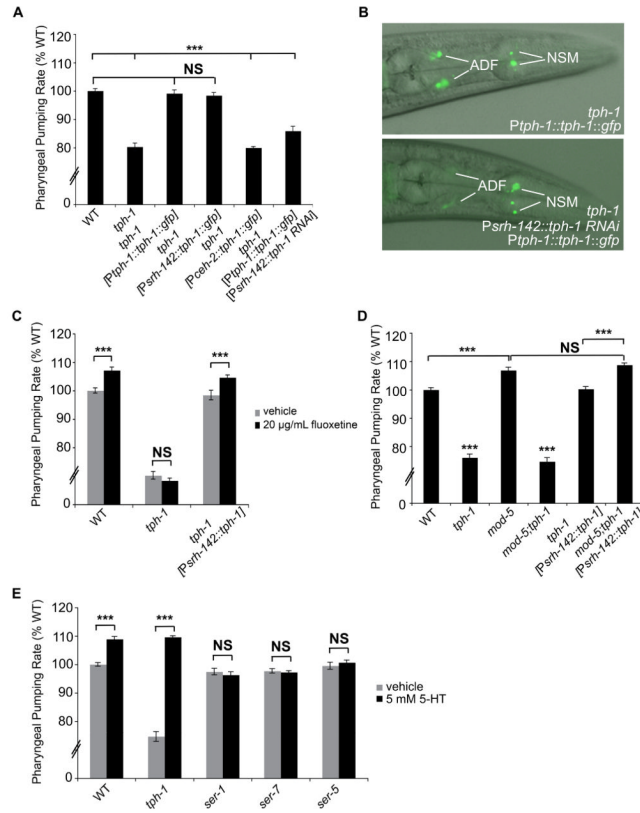 A
Pharyngeal Pumping Rate (% WT)
120
110
100
90
80
0
***
NS
WT
tph-1
tph-1
[Ptph-1::tph-1::gfp]
tph-1
[Psrh-142::tph-1::gfp]
tph-1
[Pceh-2::tph-1::gfp]
tph-1
[Ptph-1::tph-1::gfp]
[Psrh-142::tph-1 RNAi]
B
ADF
NSM
tph-1
Ptph-1::tph-1::gfp
ADF
NSM
tph-1
Psrh-142::tph-1 RNAi
Ptph-1::tph-1::gfp
C
Pharyngeal Pumping Rate (% WT)
120
110
100
90
80
0
***
NS
***
WT
tph-1
tph-1
[Psrh-142::tph-1]
vehicle
20 µg/mL fluoxetine
D
Pharyngeal Pumping Rate (% WT)
120
110
100
90
80
0
***
***
***
NS
***
WT
tph-1
mod-5
mod-5;tph-1
tph-1
[Psrh-142::tph-1]
mod-5;tph-1
[Psrh-142::tph-1]
E
Pharyngeal Pumping Rate (% WT)
120
110
100
90
80
0
***
***
NS
NS
NS
WT
tph-1
ser-1
ser-7
ser-5
vehicle
5 mM 5-HT